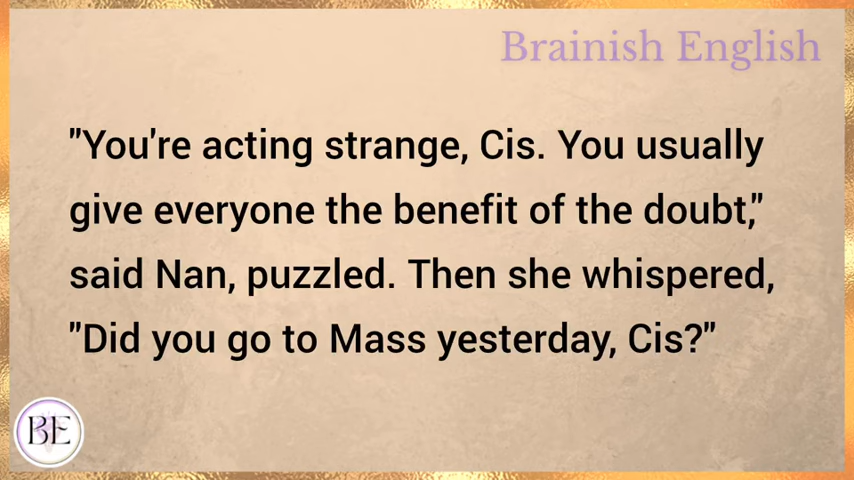 Brainish English
"You're acting strange, Cis. You usually
give everyone the benefit of the doubt,"
said Nan, puzzled. Then she whispered,
"Did you go to Mass yesterday, Cis?"
BE